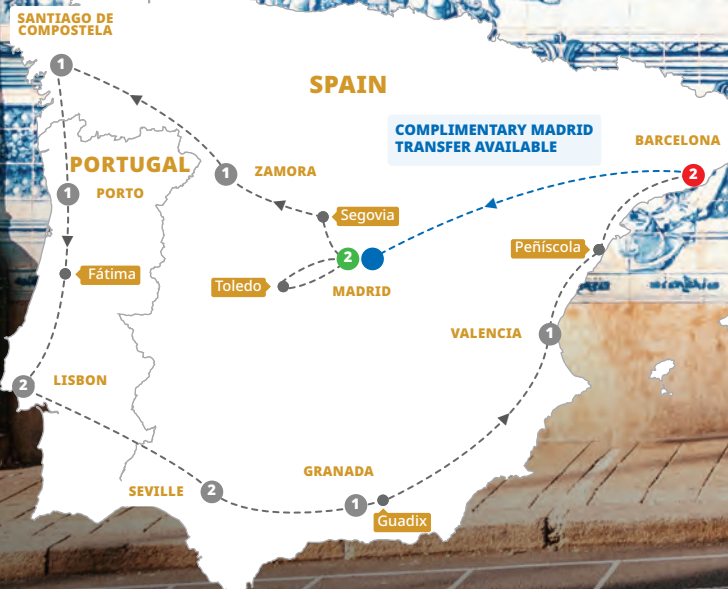 SANTIAGO DE
COMPOSTELA
1
SPAIN
COMPLIMENTARY MADRID
TRANSFER AVAILABLE
BARCELONA
2
PORTUGAL
1
ZAMORA
1
PORTO
Segovia
Peñíscola
2
MADRID
Fátima
Toledo
VALENCIA
1
2
LISBON
GRANADA
SEVILLE
2
1
Guadix